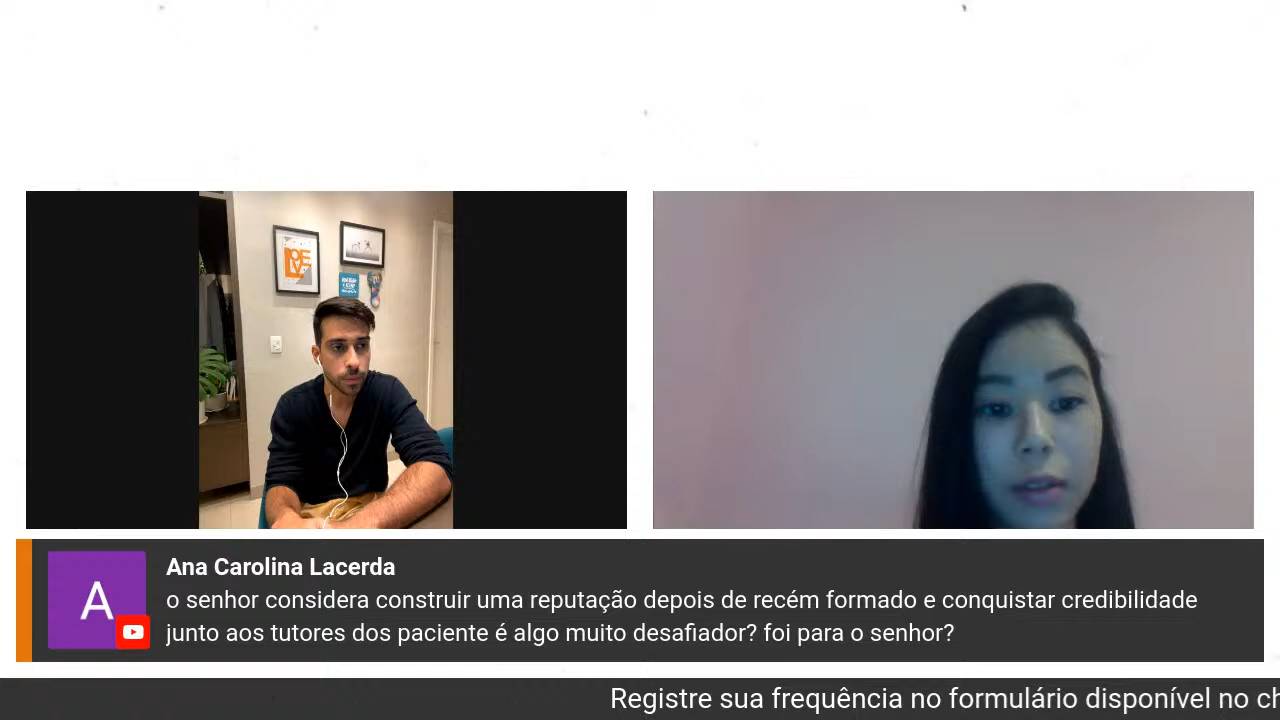 Ana Carolina Lacerda
A
o senhor considera construir uma reputação depois de recém formado e conquistar credibilidade
junto aos tutores dos paciente é algo muito desafiador? foi para o senhor?
Registre sua frequência no formulário disponível no ch